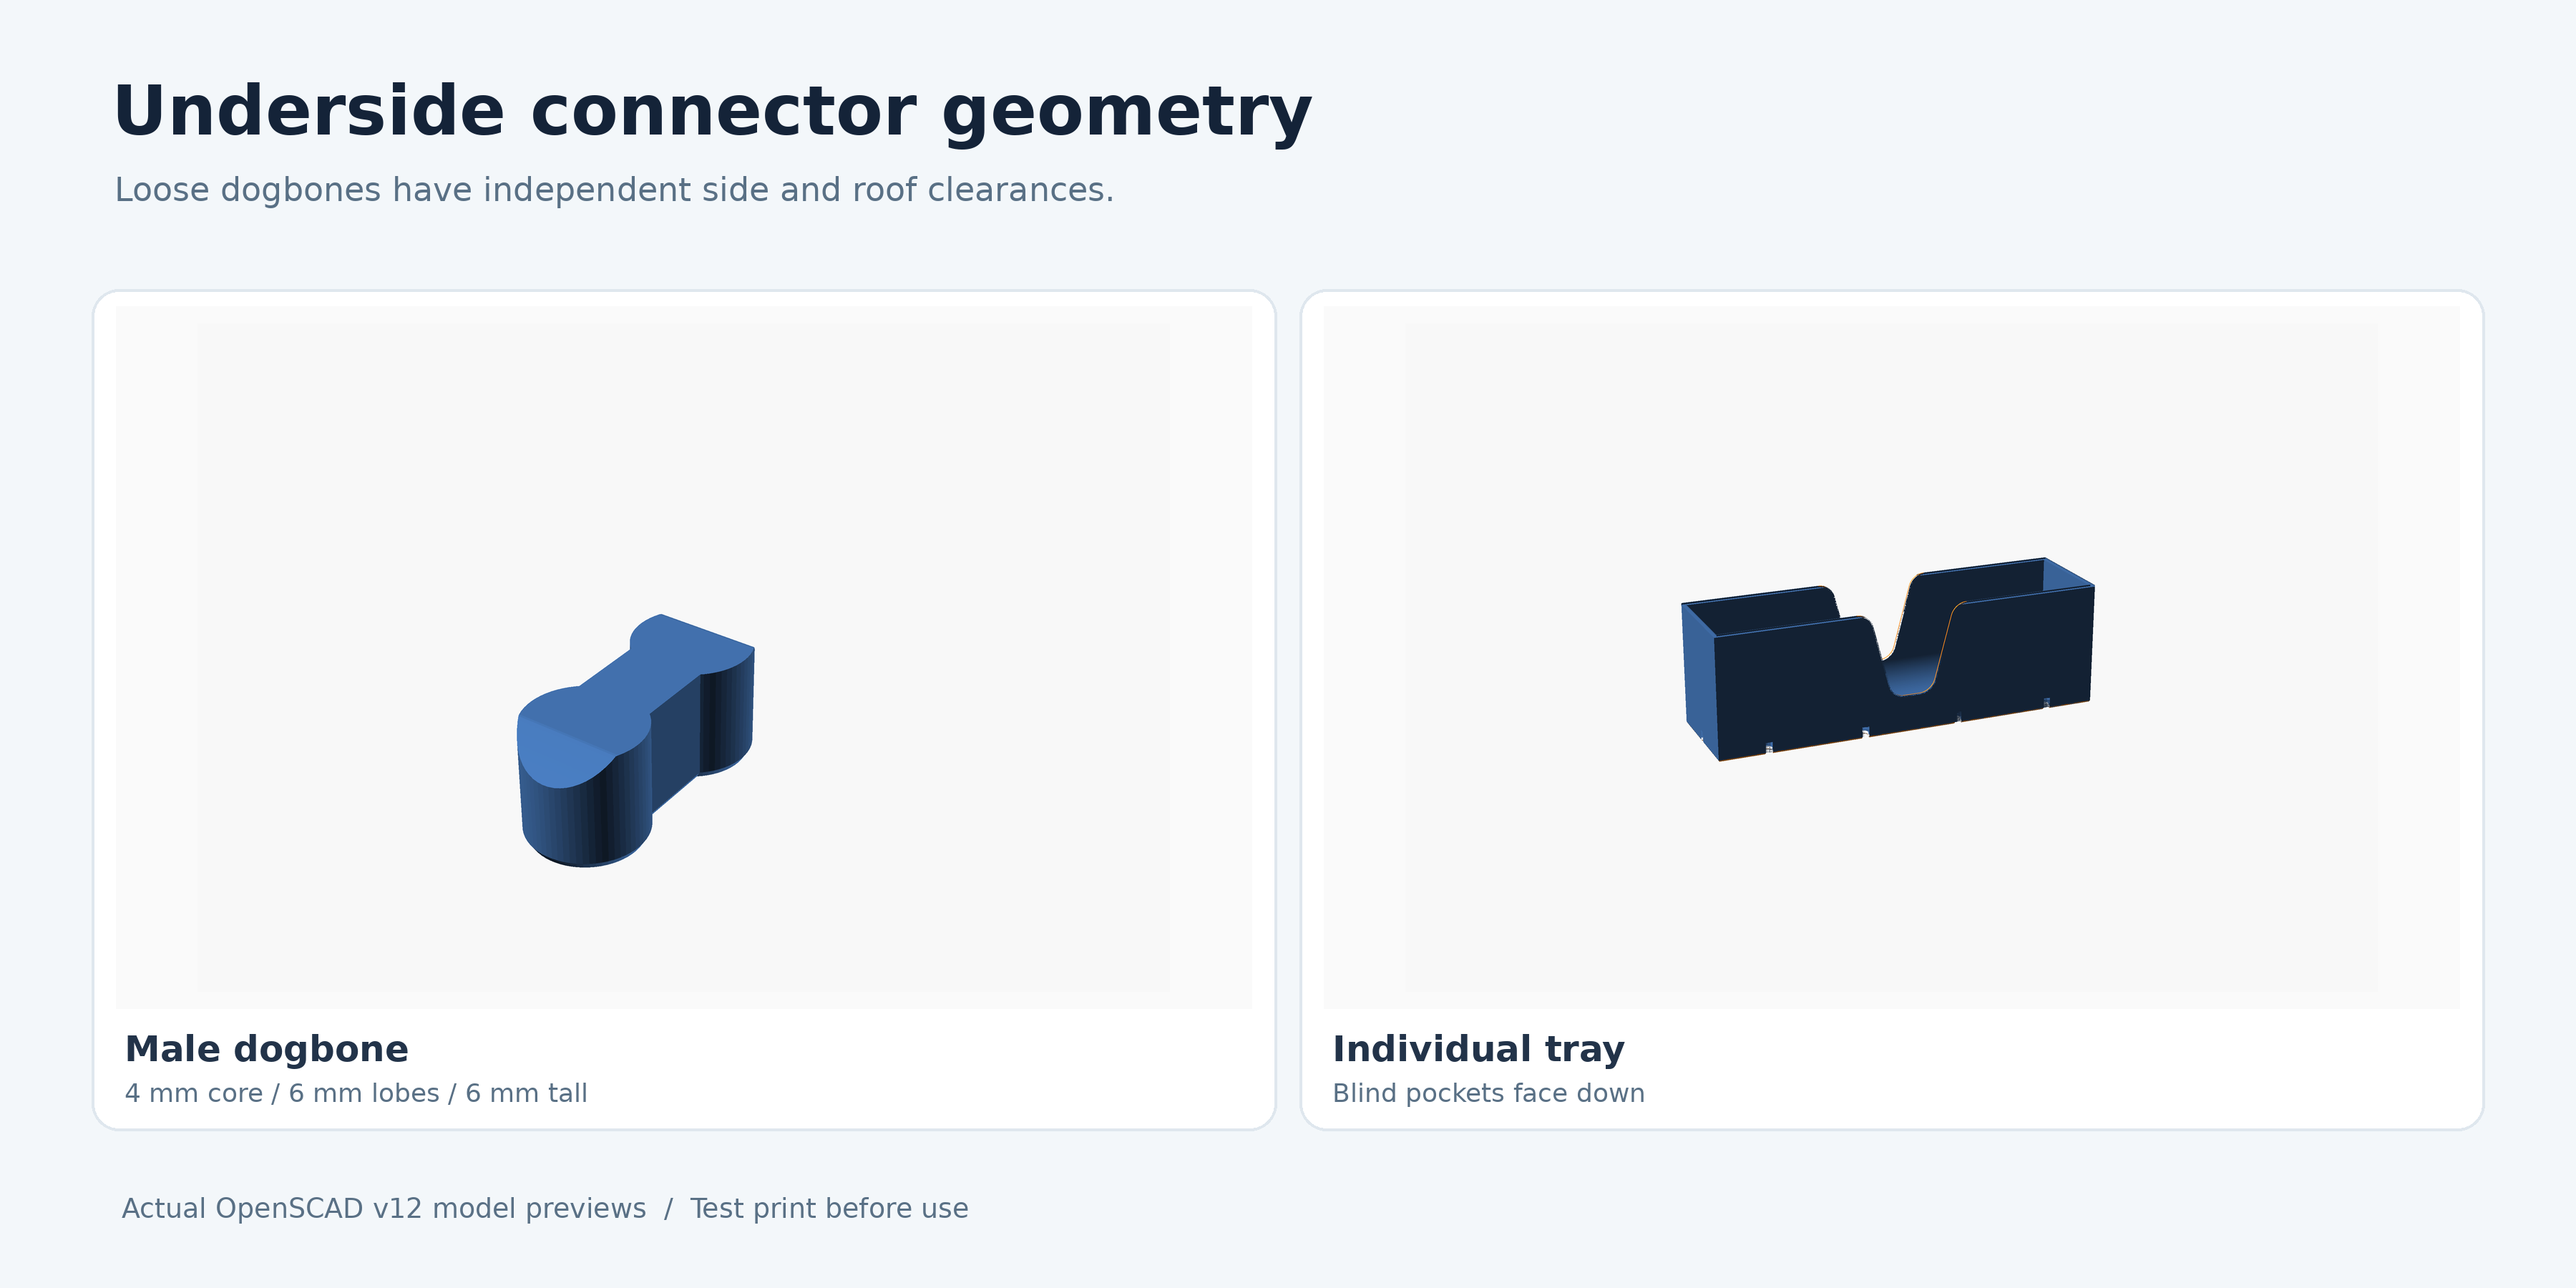 Underside connector geometry
Loose dogbones have independent side and roof clearances.
Male dogbone
4 mm core / 6 mm lobes / 6 mm tall
Individual tray
Blind pockets face down
Actual OpenSCAD v12 model previews / Test print before use